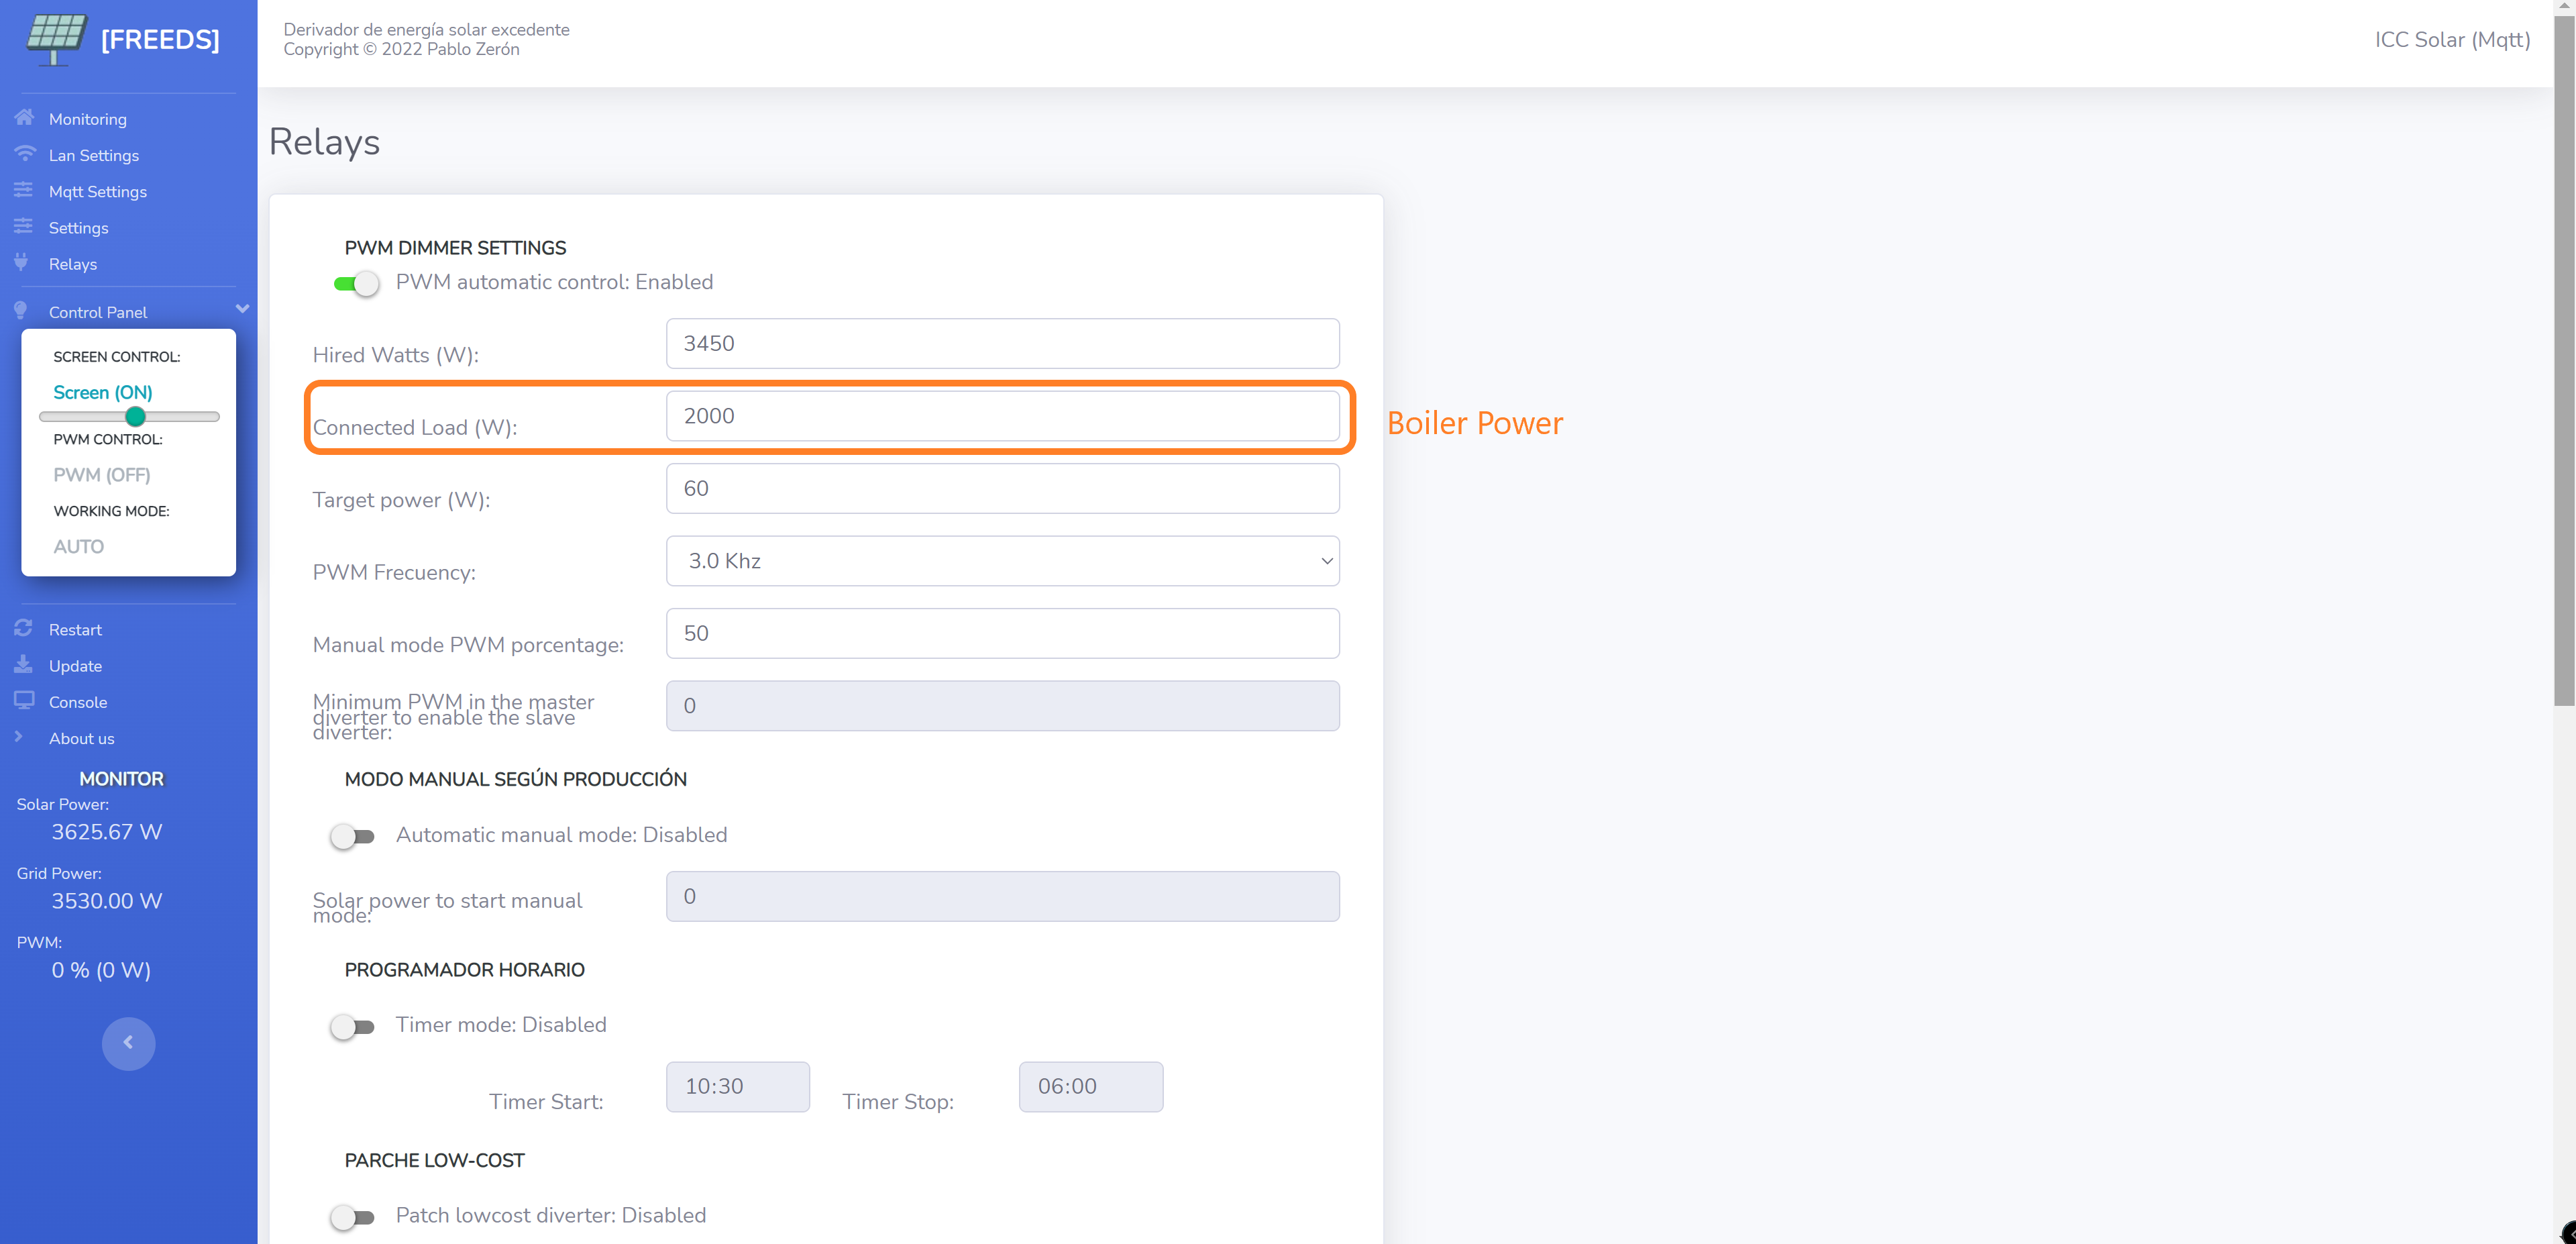 [FREEDS]
Derivador de energía solar excedente
Copyright © 2022 Pablo Zerón
ICC Solar (Mqtt)
Monitoring
Lan Settings
Mqtt Settings
Settings
Relays
Control Panel
SCREEN CONTROL:
Screen (ON)
PWM CONTROL:
PWM (OFF)
WORKING MODE:
AUTO
Restart
Update
Console
About us
MONITOR
Solar Power:
3625.67 W
Grid Power:
3530.00 W
PWM:
0 % (0 W)
Relays
PWM DIMMER SETTINGS
PWM automatic control: Enabled
Hired Watts (W): 3450
Connected Load (W): 2000
Boiler Power
Target power (W): 60
PWM Frecuency: 3.0 Khz
Manual mode PWM porcentage: 50
Minimum PWM in the master
diverter to enable the slave
diverter:
0
MODO MANUAL SEGÚN PRODUCCIÓN
Automatic manual mode: Disabled
Solar power to start manual
mode:
0
PROGRAMADOR HORARIO
Timer mode: Disabled
Timer Start: 10:30 Timer Stop: 06:00
PARCHE LOW-COST
Patch lowcost diverter: Disabled